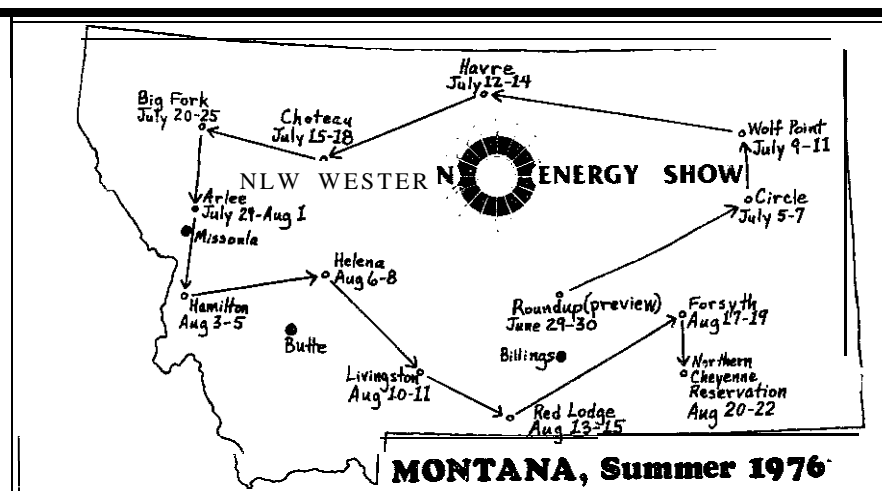 Havre
July 12-14
Big Fork
July 20-25
Choteau
July 15-18
Wolf Point
July 9-11
NLW WESTERN ENERGY SHOW
Circle
July 5-7
Arlee
July 29-Aug 1
Missoula
Helena
Aug 6-8
Hamilton
Aug 3-5
Butte
Roundup (preview)
June 29-30
Forsyth
Aug 17-19
Billings
Livingston
Aug 10-11
Northern
Cheyenne
Reservation
Aug 20-22
Red Lodge
Aug 13-15
MONTANA, Summer 1976